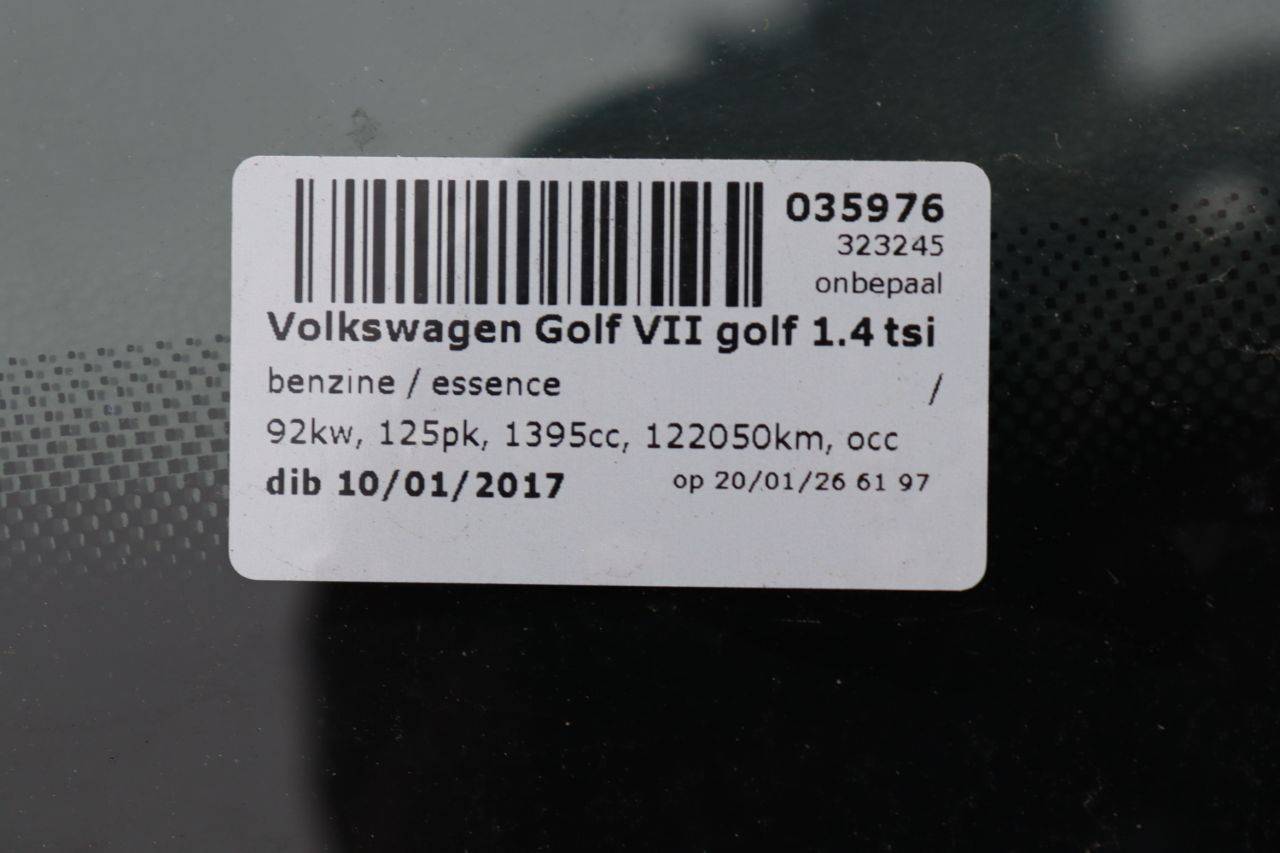 035976
323245
onbepaal
Volkswagen Golf VII golf 1.4 tsi
benzine / essence /
92kw, 125pk, 1395cc, 122050km, occ
dib 10/01/2017 op 20/01/26 61 97